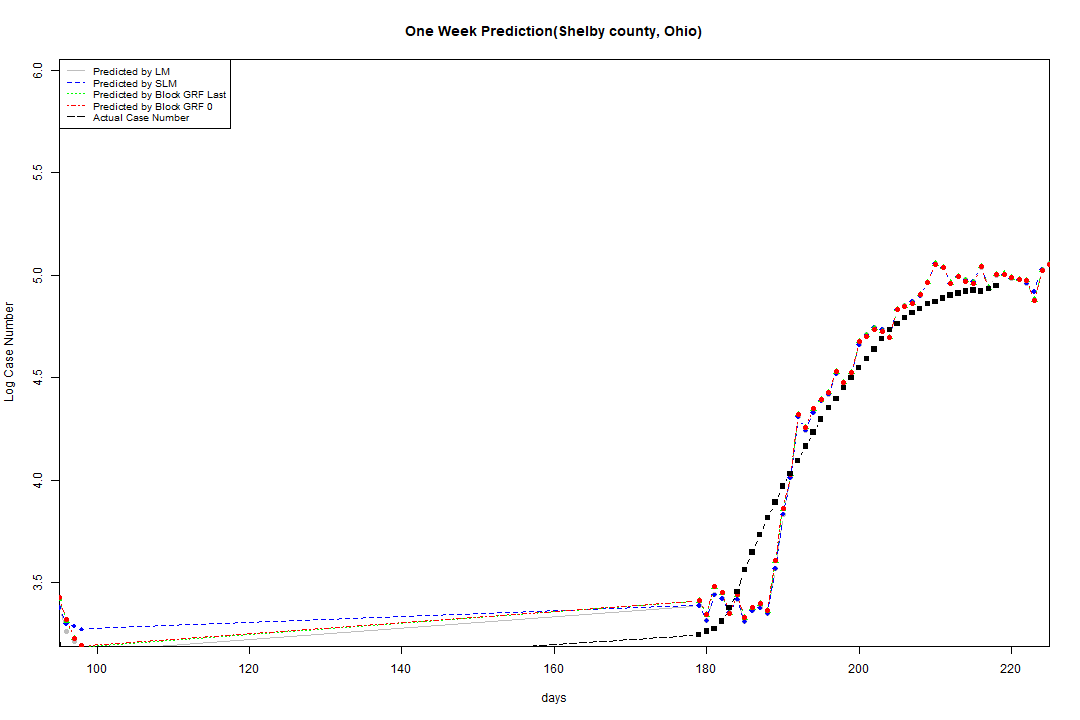 One Week Prediction(Shelby county, Ohio)
Predicted by LM
Predicted by SLM
Predicted by Block GRF Last
Predicted by Block GRF 0
Actual Case Number
6.0
5.5
5.0
4.5
4.0
3.5
Log Case Number
100 120 140 160 180 200 220
days